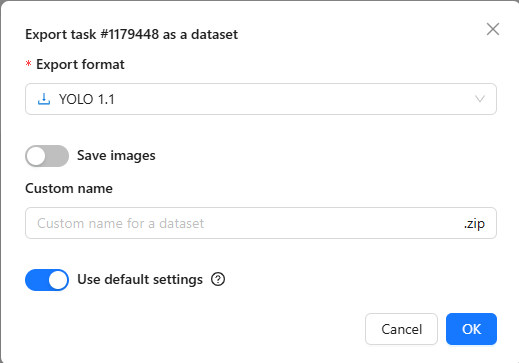 Export task #1179448 as a dataset
* Export format
YOLO 1.1
Save images
Custom name
Custom name for a dataset .zip
Use default settings
Cancel OK